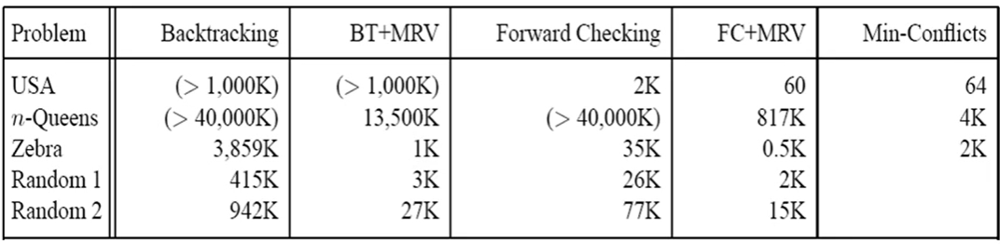 Problem Backtracking BT+MRV Forward Checking FC+MRV Min-Conflicts
USA (> 1,000K) (> 1,000K) 2K 60 64
n-Queens (> 40,000K) 13,500K (> 40,000K) 817K 4K
Zebra 3,859K 1K 35K 0.5K 2K
Random 1 415K 3K 26K 2K
Random 2 942K 27K 77K 15K